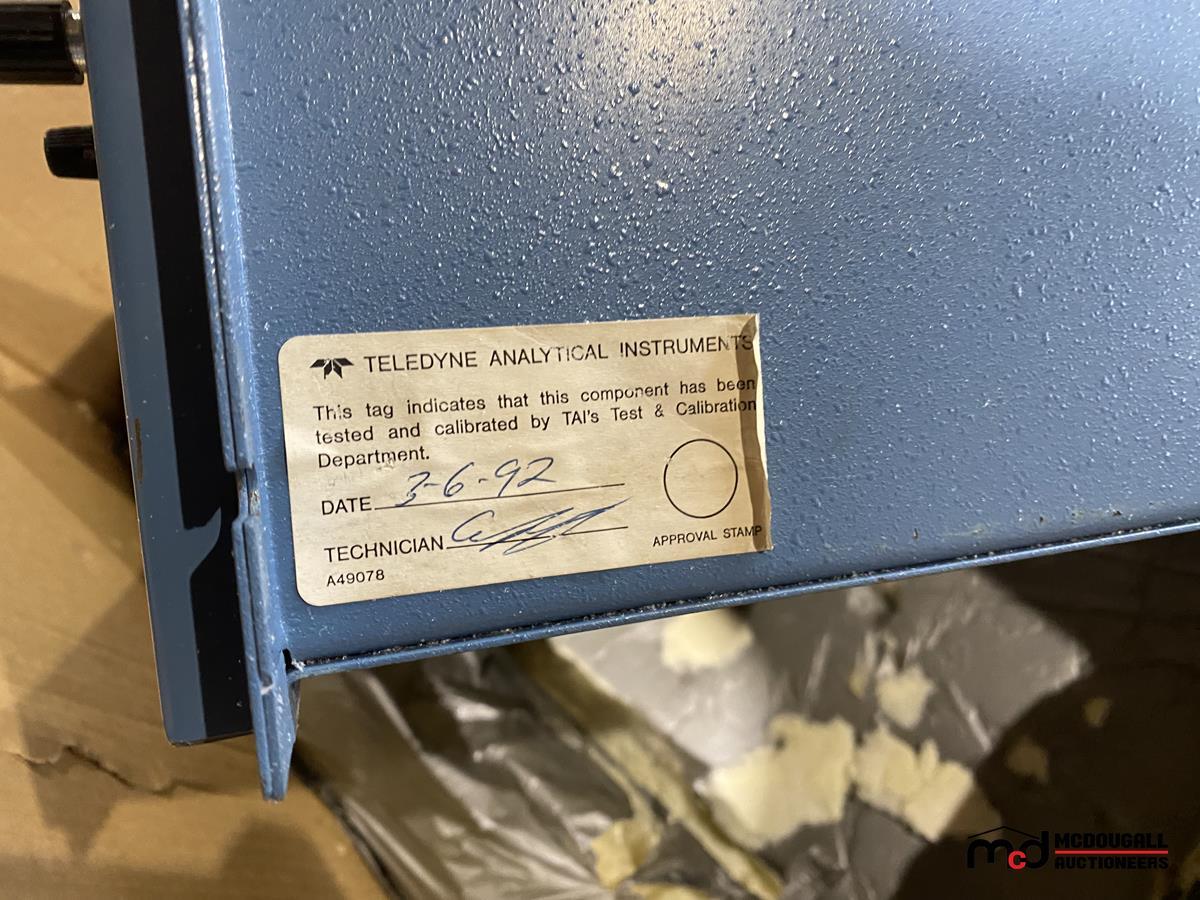 TELEDYNE ANALYTICAL INSTRUMENTS
This tag indicates that this component has been
tested and calibrated by TAI's Test & Calibration
Department.
DATE 3-6-92
TECHNICIAN
APPROVAL STAMP
A49078
mcd MCDOUGALL
AUCTIONEERS